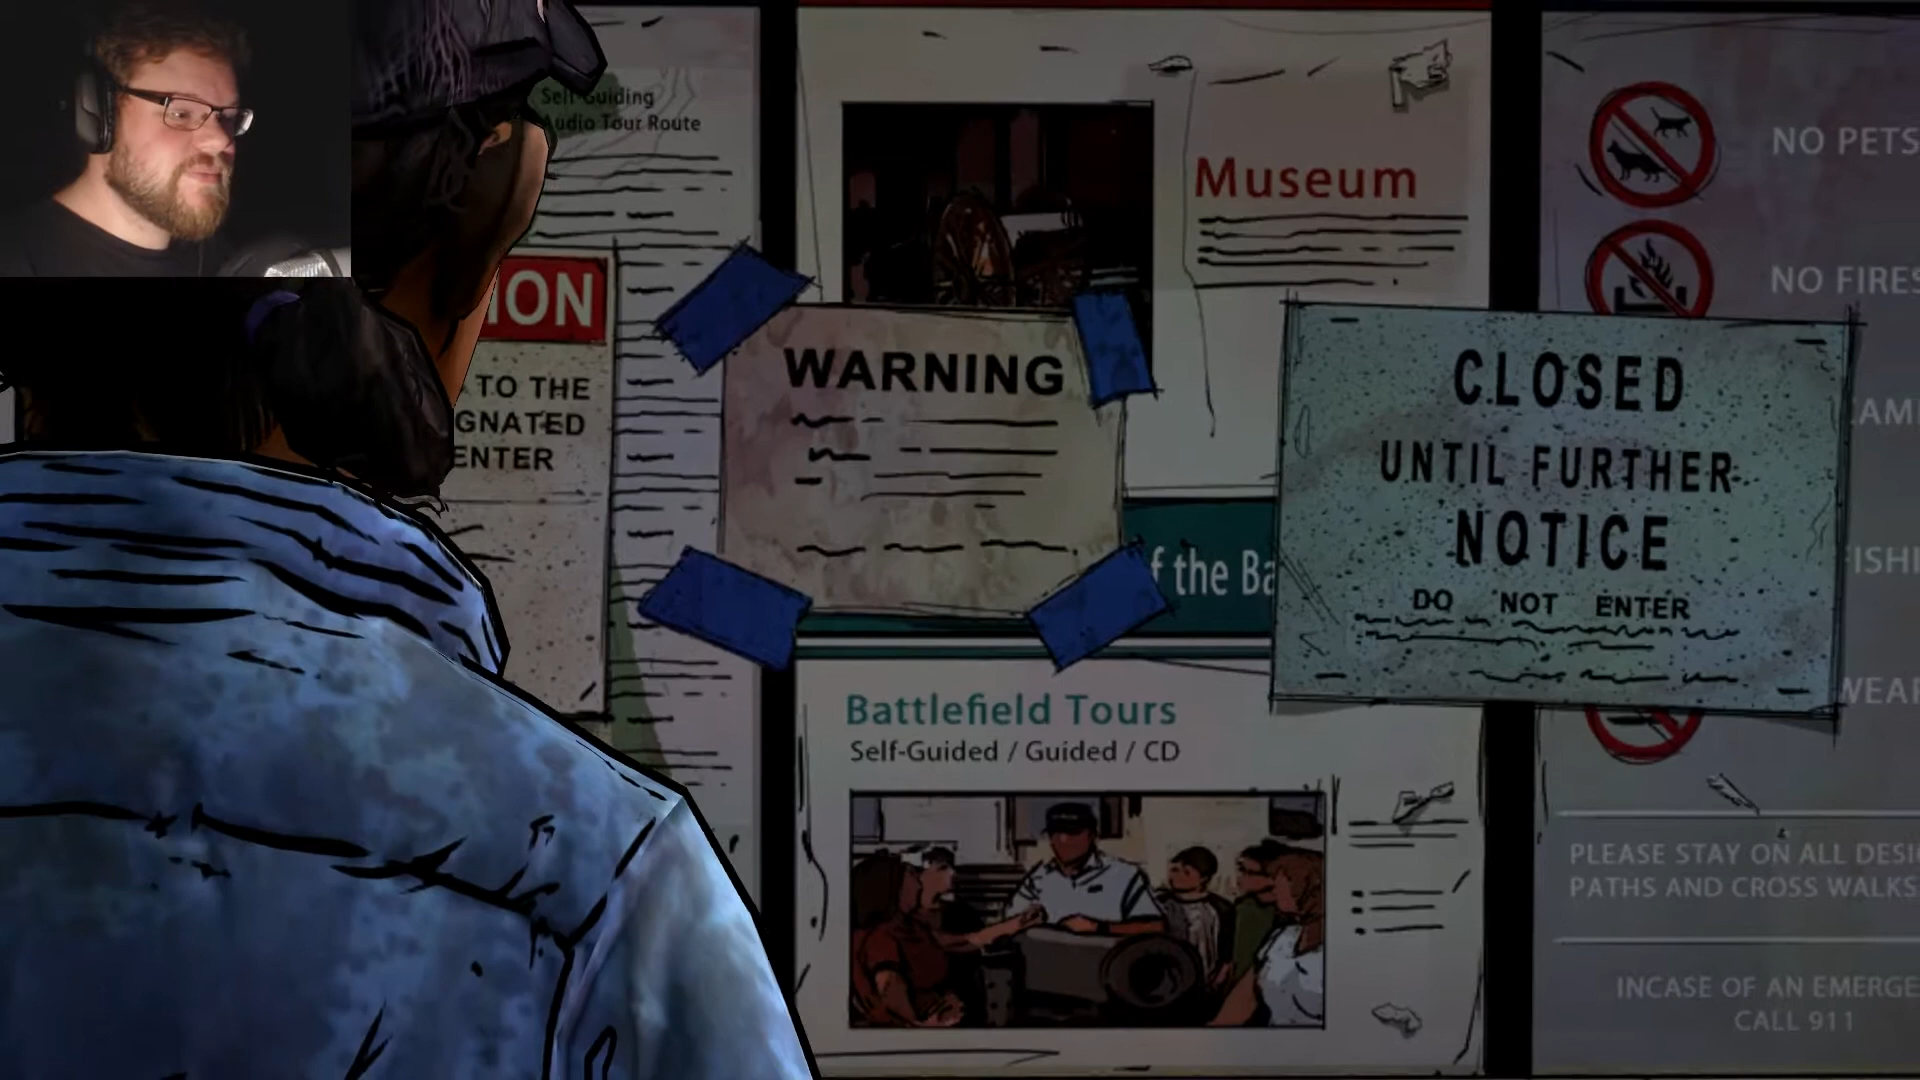 Self-Guiding
Audio Tour Route
ION
TO THE
GNATED
ENTER
WARNING
Museum
f the Ba
Battlefield Tours
Self-Guided / Guided / CD
CLOSED
UNTIL FURTHER
NOTICE
DO NOT ENTER
NO PETS
NO FIRES
AM
ISHI
WEAR
PLEASE STAY ON ALL DESI
PATHS AND CROSS WALKS
INCASE OF AN EMERGE
CALL 911